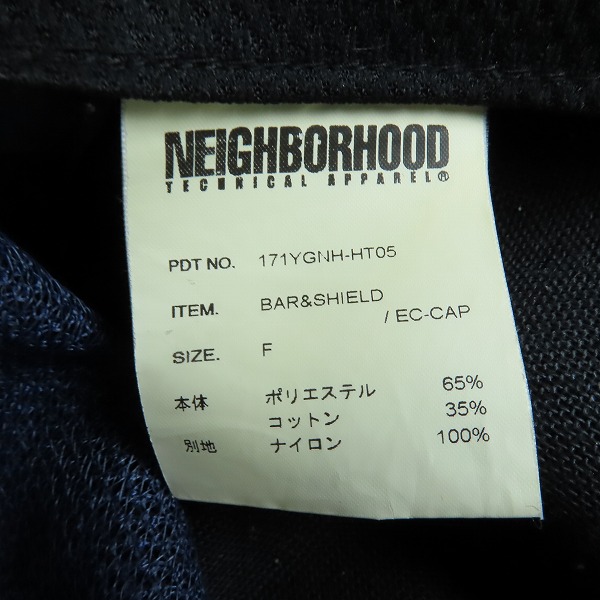 NEIGHBORHOOD
TECHNICAL APPAREL®
PDT NO. 171YGNH-HT05
ITEM. BAR&SHIELD
/ EC-CAP
SIZE. F
本体 ポリエステル 65%
コットン 35%
別地 ナイロン 100%